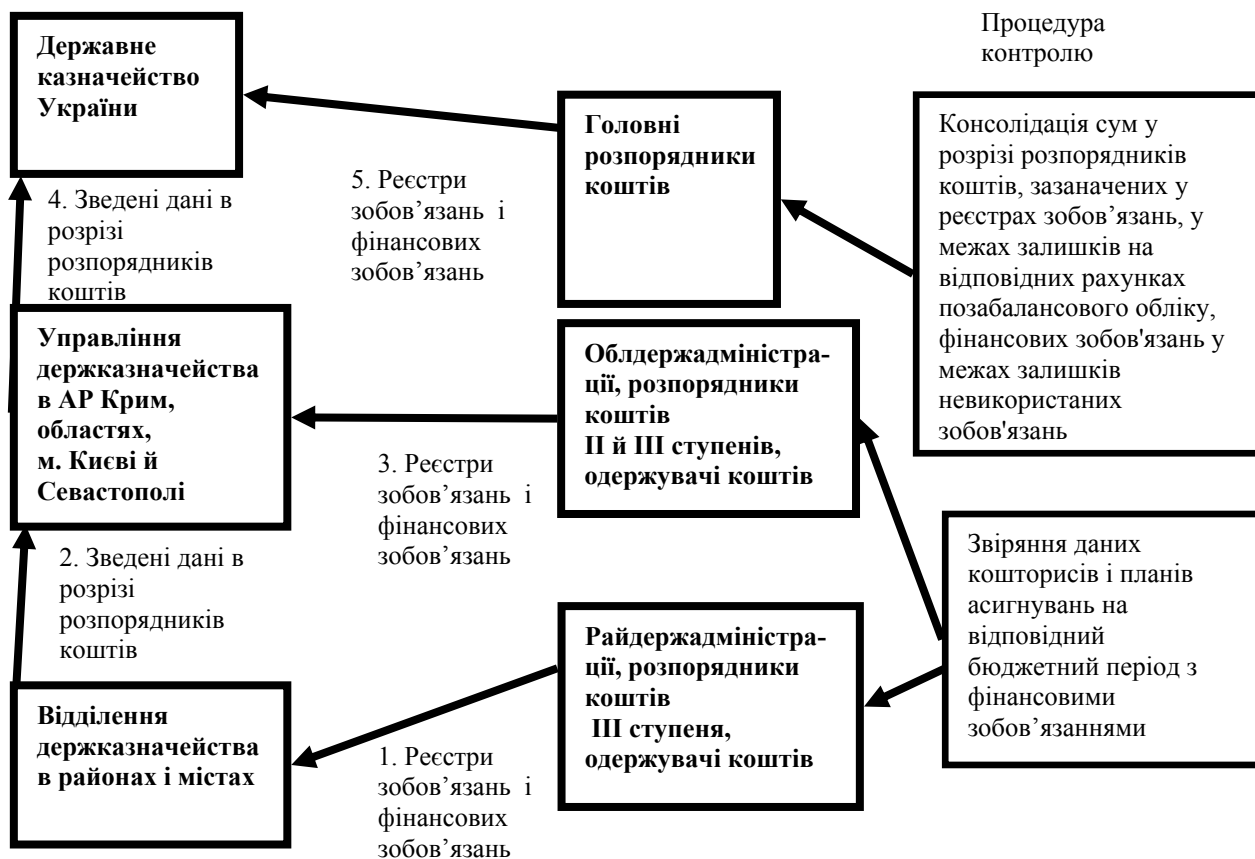 Процедура
контролю
Державне
казначейство
України
Головні
розпорядники
коштів
Консолідація сум у
розрізі розпорядників
коштів, зазаначених у
реєстрах зобов’язань, у
межах залишків на
відповідних рахунках
позабалансового обліку,
фінансових зобов'язань у
межах залишків
невикористаних
зобов'язань
4. Зведені дані в
розрізі
розпорядників
коштів
5. Реєстри
зобов’язань і
фінансових
зобов’язань
Управління
держказначейства
в АР Крим,
областях,
м. Києві й
Севастополі
Облдержадміністра-
ції, розпорядники
коштів
ІІ й ІІІ ступенів,
одержувачі коштів
3. Реєстри
зобов’язань і
фінансових
зобов’язань
2. Зведені дані в
розрізі
розпорядників
коштів
Звіряння даних
кошторисів і планів
асигнувань на
відповідний
бюджетний період з
фінансовими
зобов’язаннями
Райдержадміністра-
ції, розпорядники
коштів
ІІІ ступеня,
одержувачі коштів
Відділення
держказначейства
в районах і містах
1. Реєстри
зобов’язань і
фінансових
зобов’язань